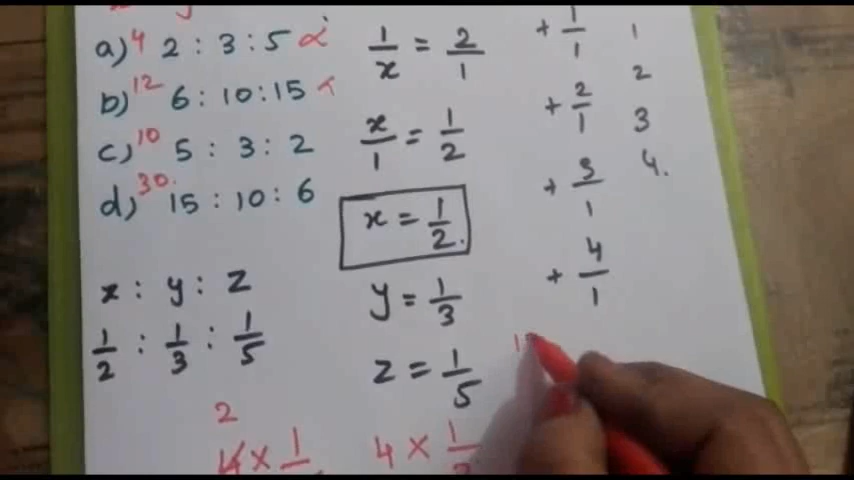 a) 4 2 : 3 : 5
b) 12 6 : 10 : 15
c) 10 5 : 3 : 2
d) 30. 15 : 10 : 6
x : y : z
1/2 : 1/3 : 1/5
2
4 × 1
1/x = 2/1
x/1 = 1/2
x = 1/2.
y = 1/3
z = 1/5
4 × 1
+ 1/1
+ 2/1
+ 3/1
+ 4/1
1
2
3
4.